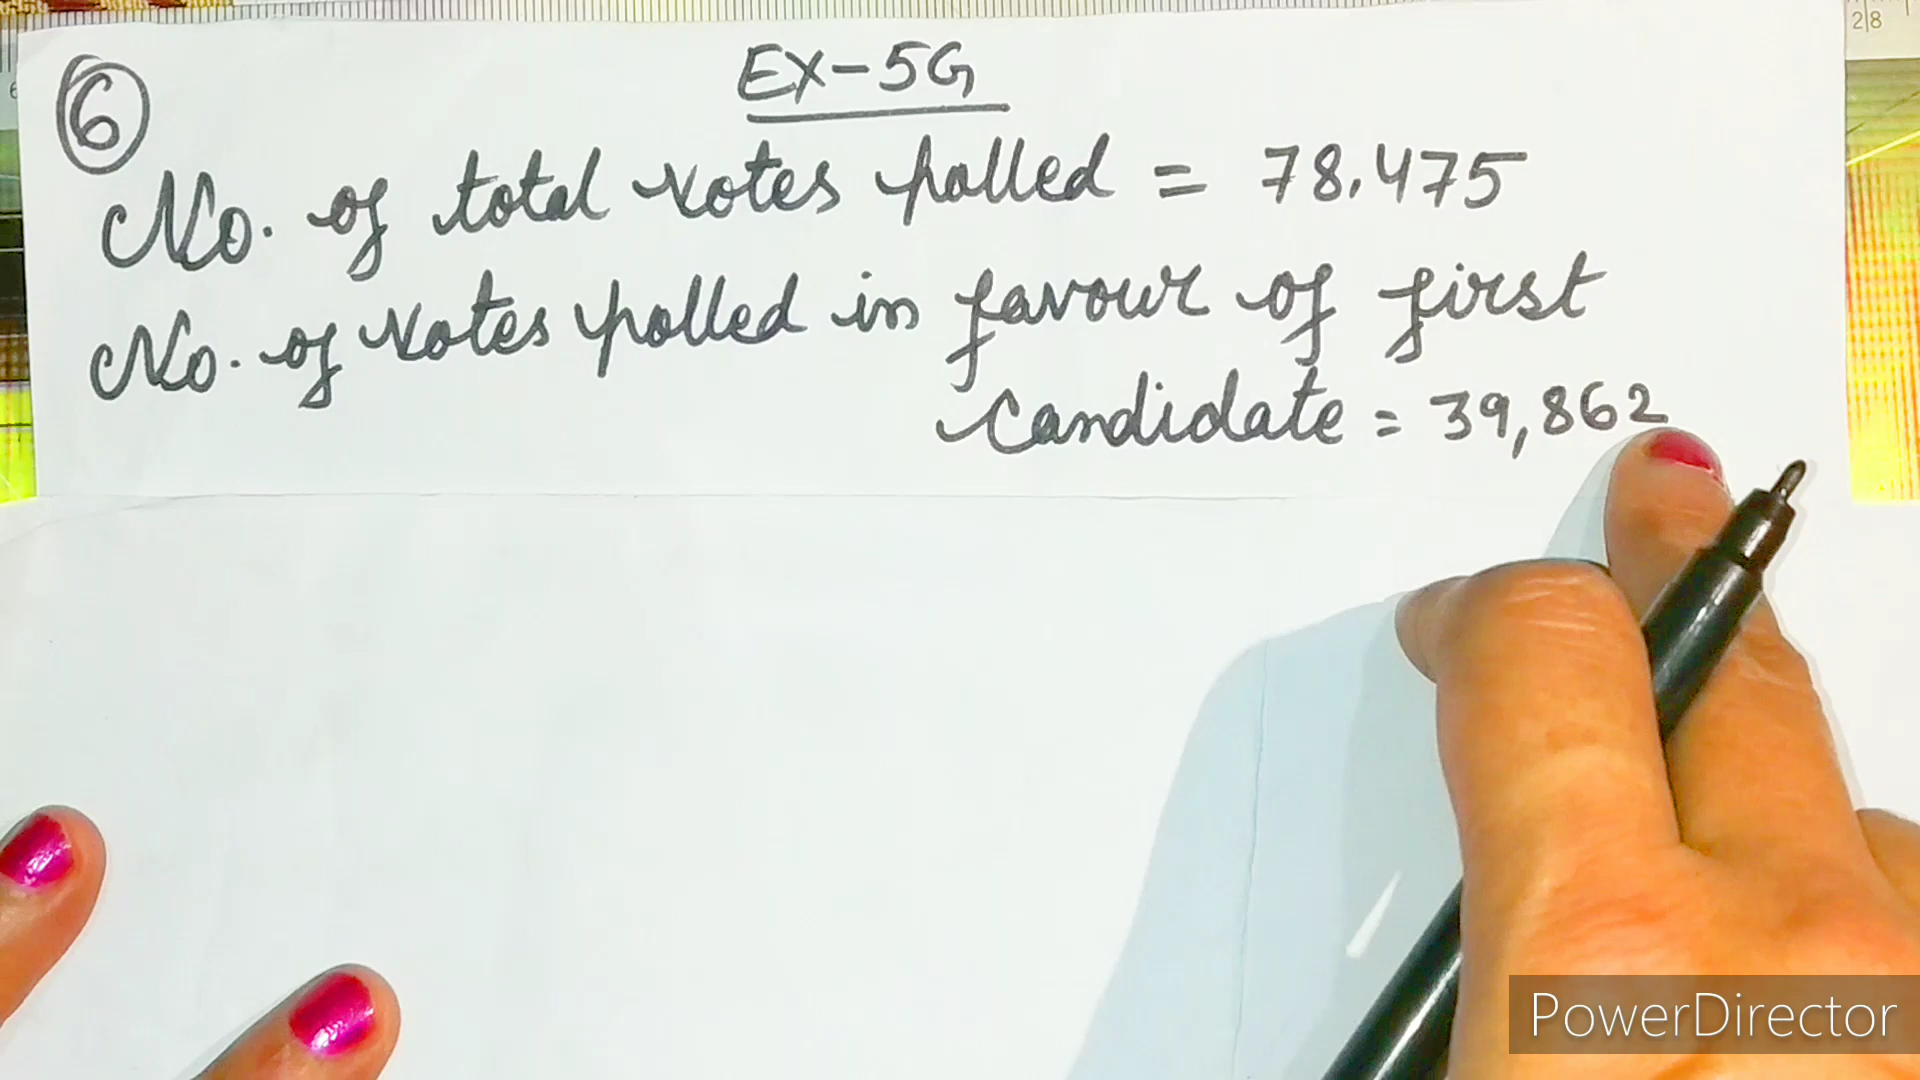 EX-5G
6
No. of total votes polled = 78,475
No. of votes polled in favour of first
candidate = 39,862
28
PowerDirector